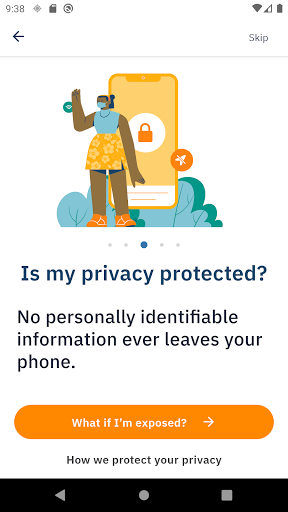 9:38
Skip
Is my privacy protected?
No personally identifiable
information ever leaves your
phone.
What if I'm exposed?
How we protect your privacy